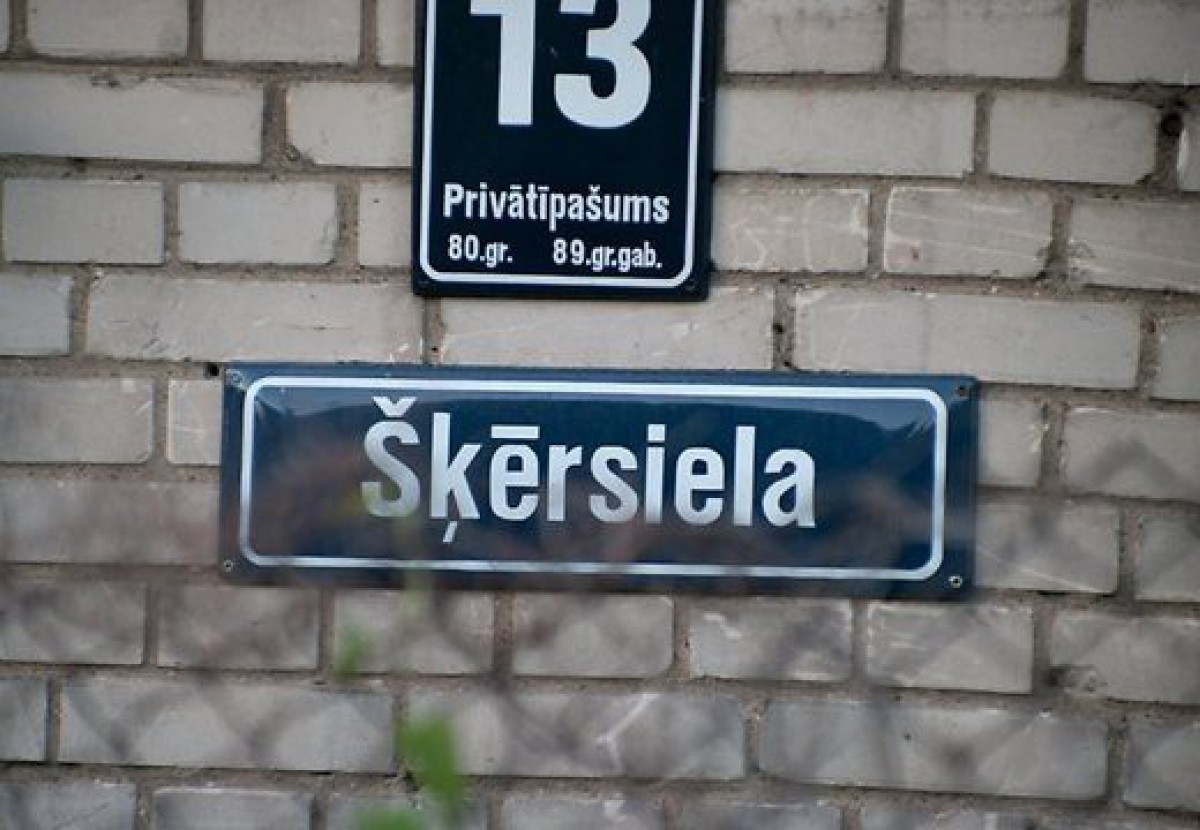 13
Privātīpašums
80.gr. 89.gr.gab.
Šķērsiela